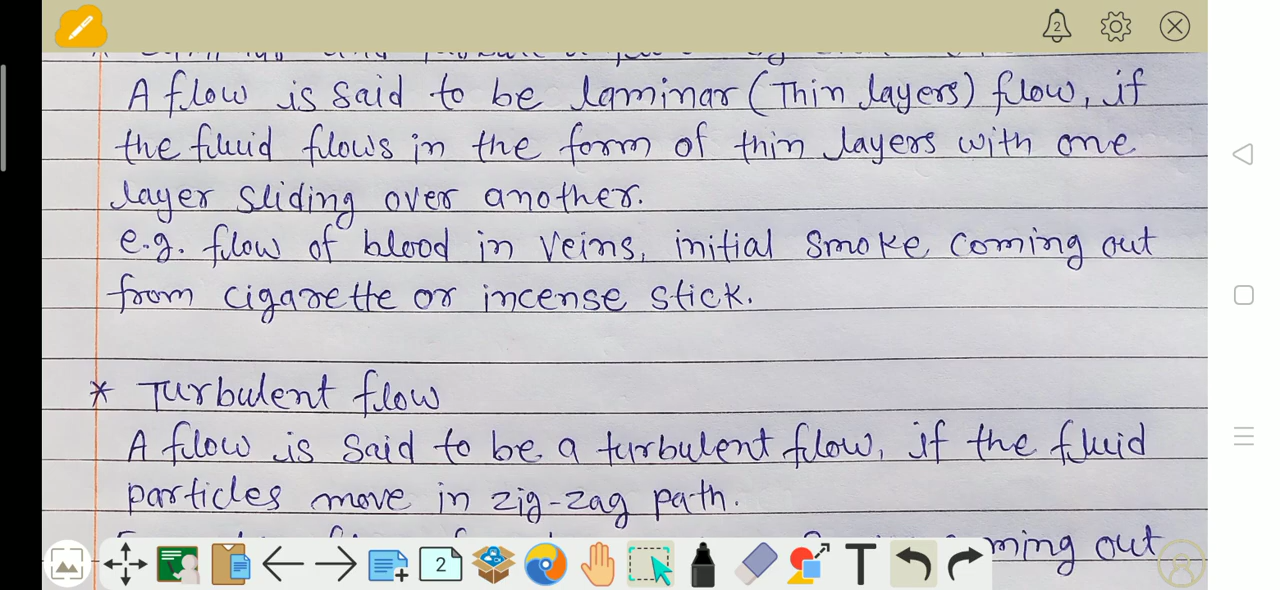 2
A flow is said to be laminar (Thin layers) flow, if
the fluid flows in the form of thin layers with one
layer sliding over another.
e.g. flow of blood in veins, initial smoke coming out
from cigarette or incense stick.
* Turbulent flow
A flow is said to be a turbulent flow, if the fluid
particles move in zig-zag path.
coming out
2
T